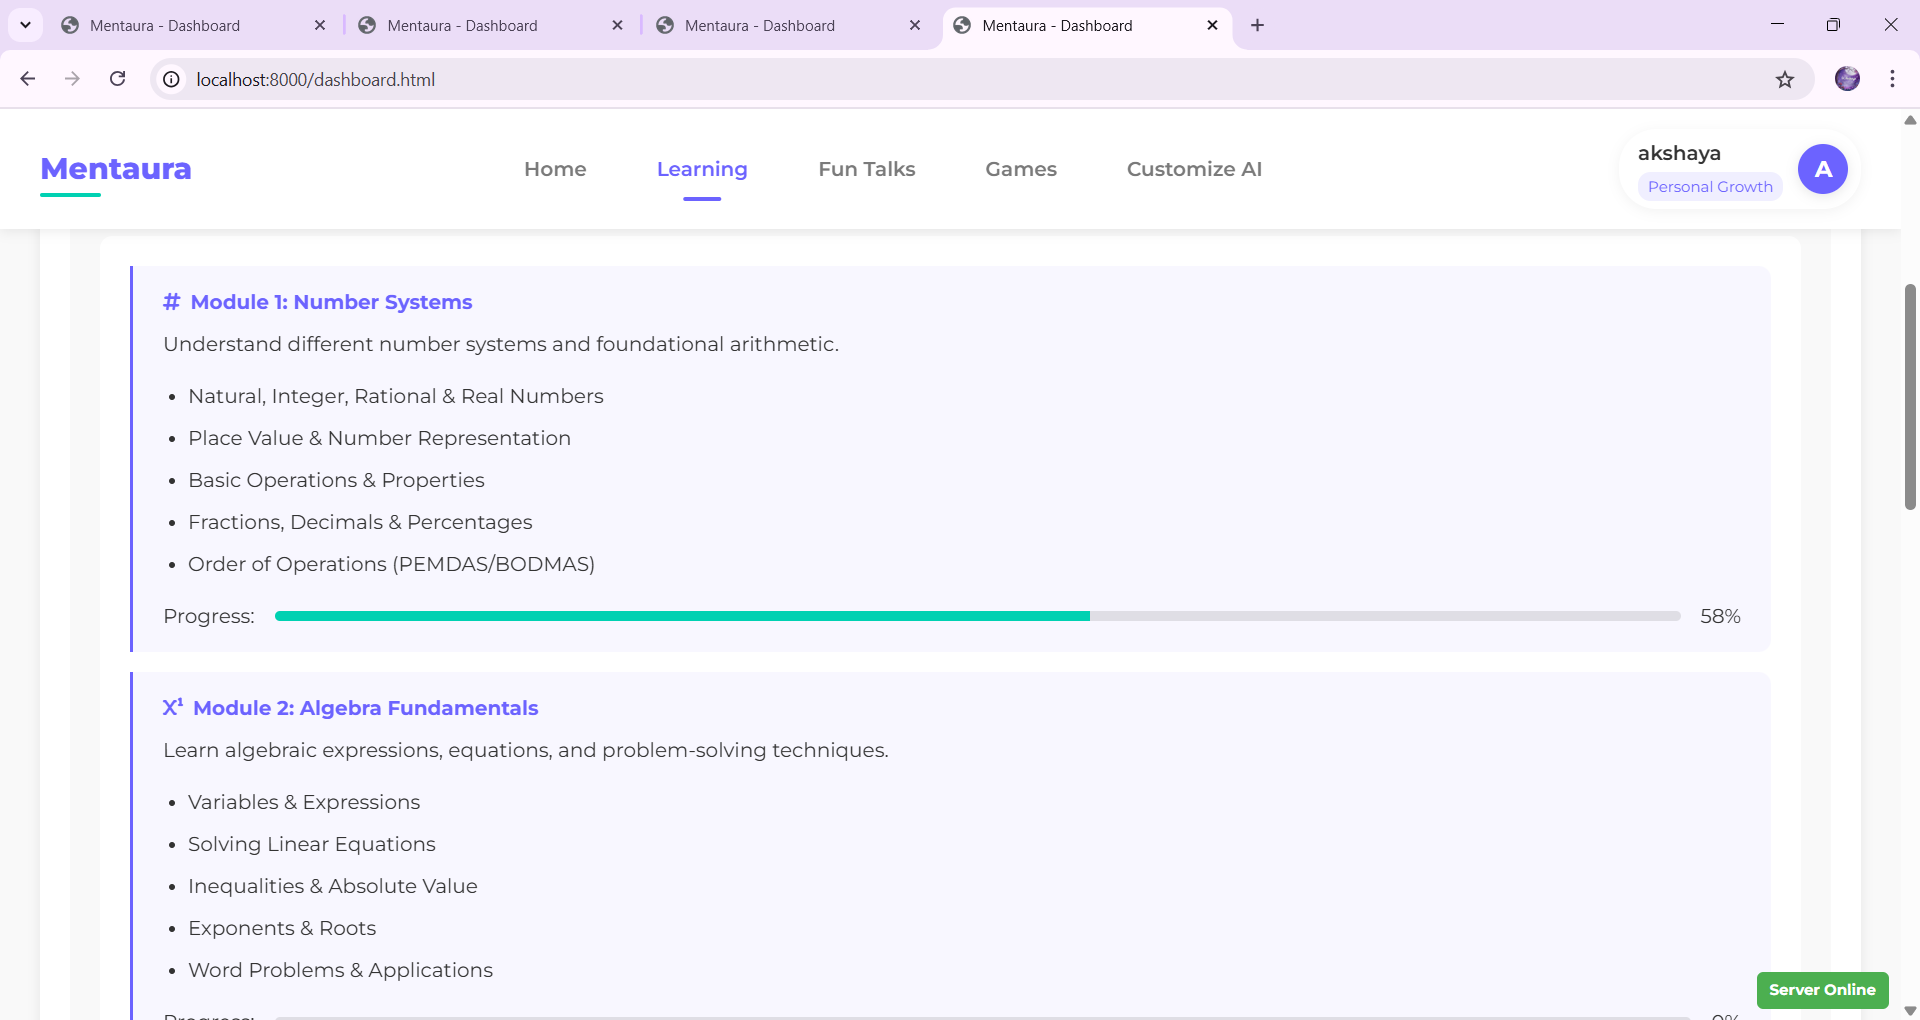 Mentaura - Dashboard
Mentaura - Dashboard
Mentaura - Dashboard
Mentaura - Dashboard
localhost:8000/dashboard.html
Mentaura
Home
Learning
Fun Talks
Games
Customize AI
akshaya
Personal Growth
A
# Module 1: Number Systems
Understand different number systems and foundational arithmetic.
• Natural, Integer, Rational & Real Numbers
• Place Value & Number Representation
• Basic Operations & Properties
• Fractions, Decimals & Percentages
• Order of Operations (PEMDAS/BODMAS)
Progress: 58%
X¹ Module 2: Algebra Fundamentals
Learn algebraic expressions, equations, and problem-solving techniques.
• Variables & Expressions
• Solving Linear Equations
• Inequalities & Absolute Value
• Exponents & Roots
• Word Problems & Applications
Server Online
Progress: 0%